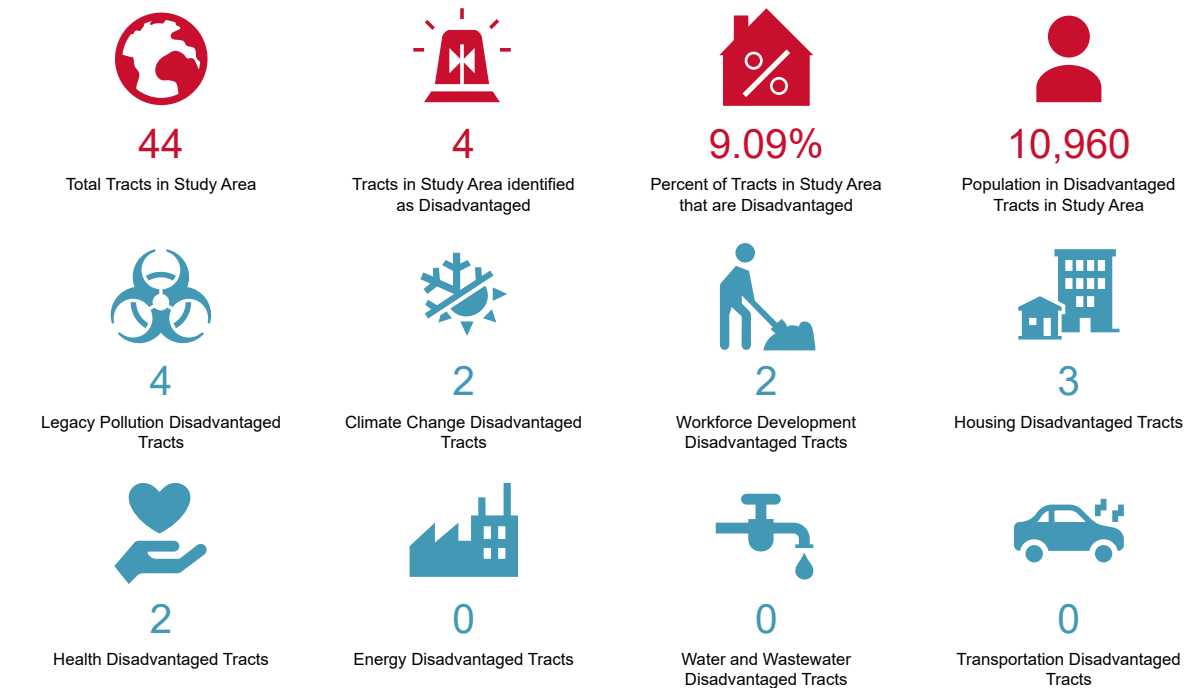 44
Total Tracts in Study Area
4
Tracts in Study Area identified
as Disadvantaged
9.09%
Percent of Tracts in Study Area
that are Disadvantaged
10,960
Population in Disadvantaged
Tracts in Study Area
4
Legacy Pollution Disadvantaged
Tracts
2
Climate Change Disadvantaged
Tracts
2
Workforce Development
Disadvantaged Tracts
3
Housing Disadvantaged Tracts
2
Health Disadvantaged Tracts
0
Energy Disadvantaged Tracts
0
Water and Wastewater
Disadvantaged Tracts
0
Transportation Disadvantaged
Tracts